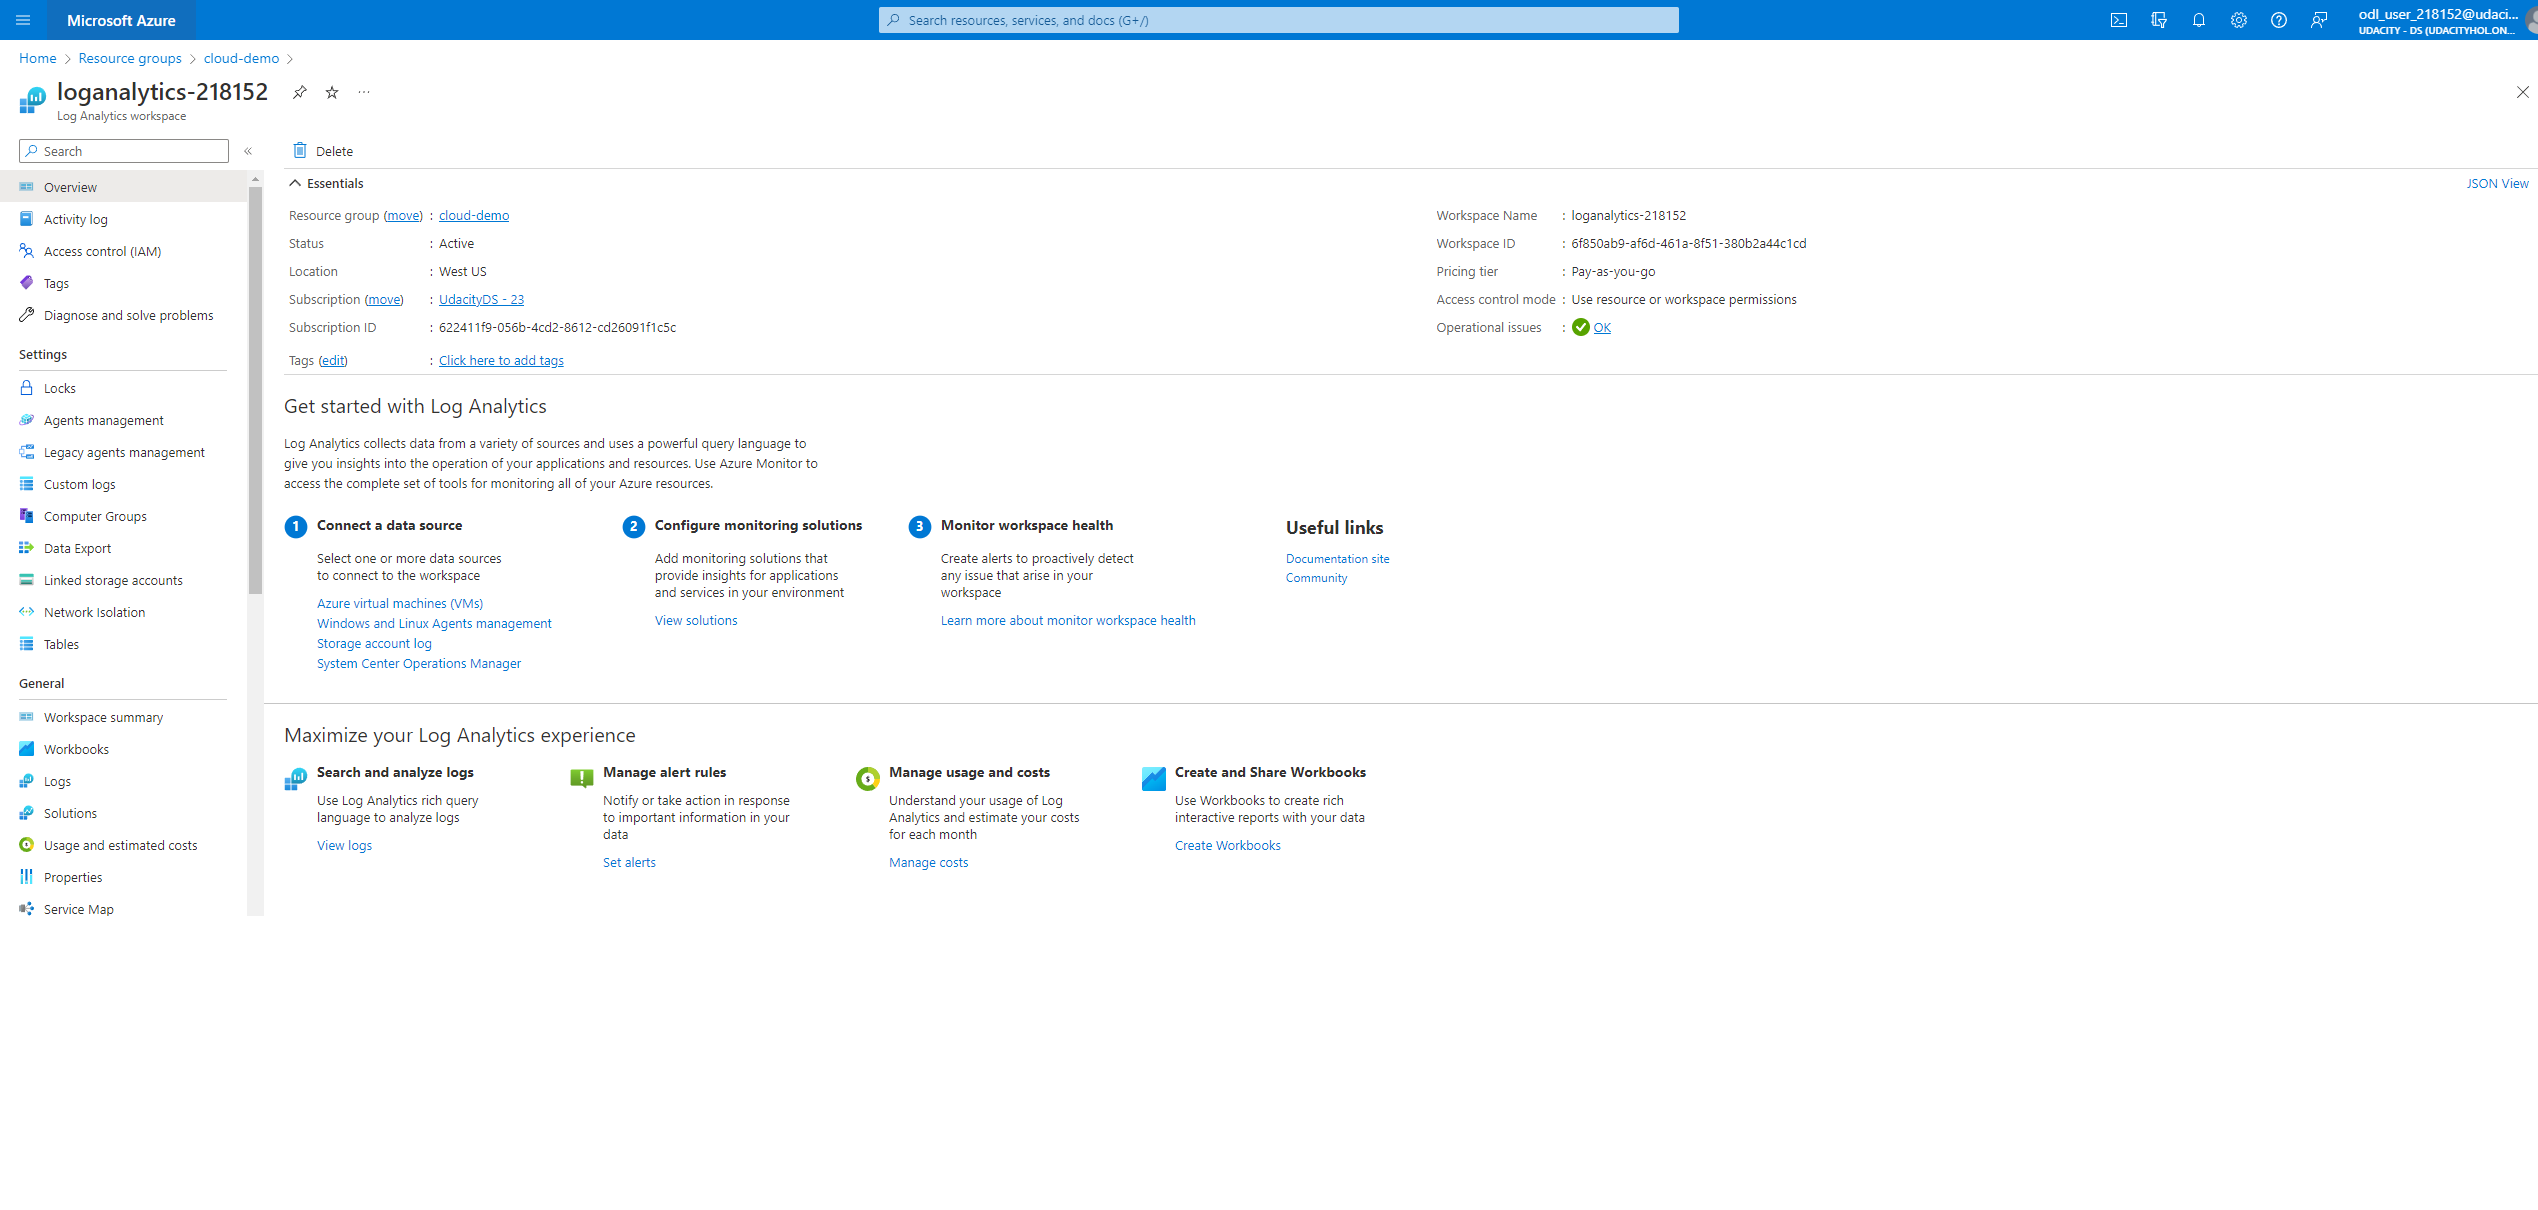 Microsoft Azure
Search resources, services, and docs (G+/)
odl_user_218152@udaci...
UDACITY - DS (UDACITYHOL.ON...
Home > Resource groups > cloud-demo >
loganalytics-218152
Log Analytics workspace
Search
«
Delete
Overview
Activity log
Access control (IAM)
Tags
Diagnose and solve problems
Settings
Locks
Agents management
Legacy agents management
Custom logs
Computer Groups
Data Export
Linked storage accounts
Network Isolation
Tables
General
Workspace summary
Workbooks
Logs
Solutions
Usage and estimated costs
Properties
Service Map
Essentials
JSON View
Resource group (move) : cloud-demo
Status : Active
Location : West US
Subscription (move) : UdacityDS - 23
Subscription ID : 622411f9-056b-4cd2-8612-cd26091f1c5c
Tags (edit) : Click here to add tags
Workspace Name : loganalytics-218152
Workspace ID : 6f850ab9-af6d-461a-8f51-380b2a44c1cd
Pricing tier : Pay-as-you-go
Access control mode : Use resource or workspace permissions
Operational issues : OK
Get started with Log Analytics
Log Analytics collects data from a variety of sources and uses a powerful query language to
give you insights into the operation of your applications and resources. Use Azure Monitor to
access the complete set of tools for monitoring all of your Azure resources.
1 Connect a data source
Select one or more data sources
to connect to the workspace
Azure virtual machines (VMs)
Windows and Linux Agents management
Storage account log
System Center Operations Manager
2 Configure monitoring solutions
Add monitoring solutions that
provide insights for applications
and services in your environment
View solutions
3 Monitor workspace health
Create alerts to proactively detect
any issue that arise in your
workspace
Learn more about monitor workspace health
Useful links
Documentation site
Community
Maximize your Log Analytics experience
Search and analyze logs
Use Log Analytics rich query
language to analyze logs
View logs
Manage alert rules
Notify or take action in response
to important information in your
data
Set alerts
Manage usage and costs
Understand your usage of Log
Analytics and estimate your costs
for each month
Manage costs
Create and Share Workbooks
Use Workbooks to create rich
interactive reports with your data
Create Workbooks